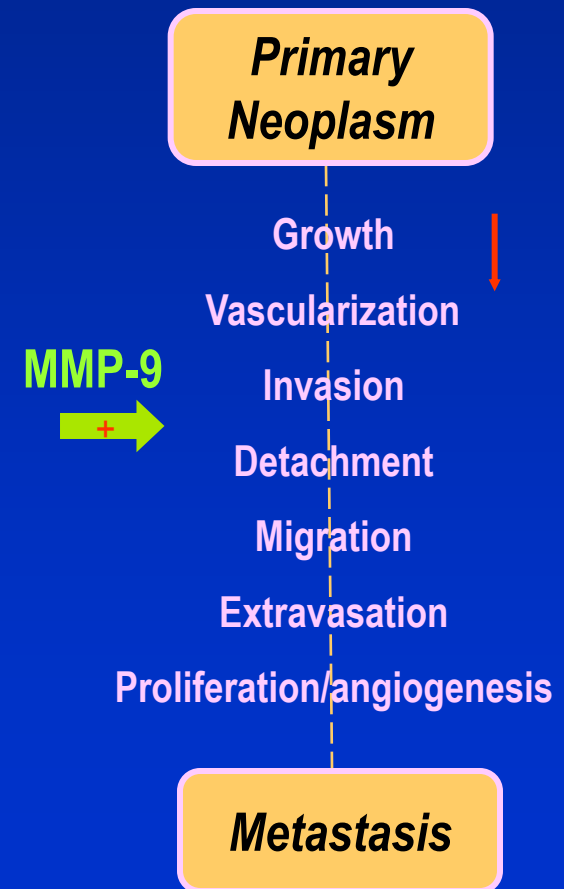 Primary
Neoplasm
Growth
Vascularization
MMP-9
Invasion
+
Detachment
Migration
Extravasation
Proliferation/angiogenesis
Metastasis